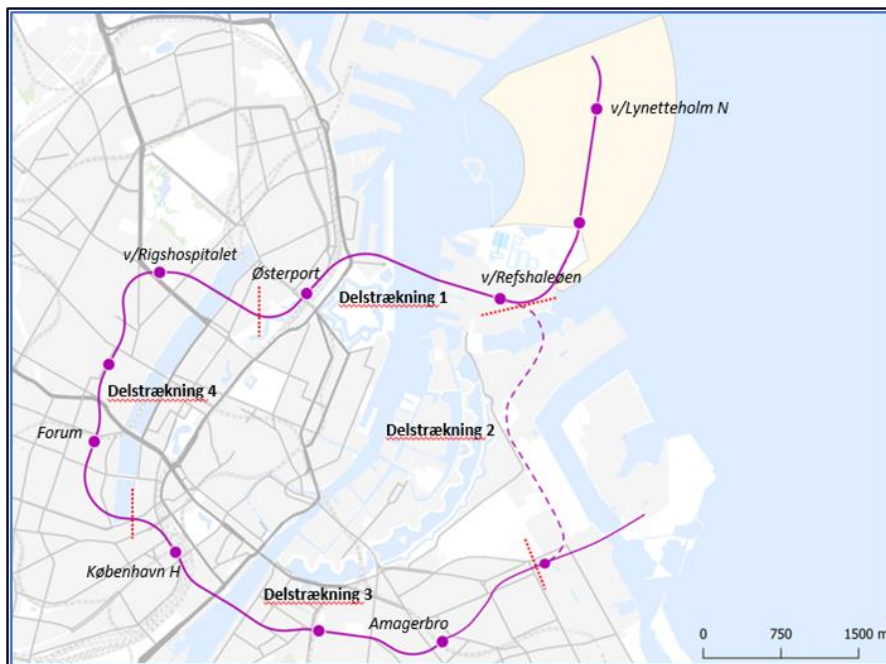 v/Lynetteholm N
v/Rigshospitalet
Østerport
v/Refshaleøen
Delstrækning 1
Delstrækning 4
Forum
Delstrækning 2
København H
Delstrækning 3
Amagerbro
0 750 1500 m